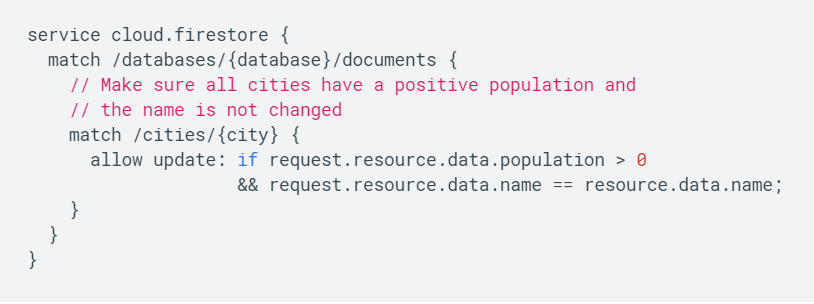 service cloud.firestore {
  match /databases/{database}/documents {
    // Make sure all cities have a positive population and
    // the name is not changed
    match /cities/{city} {
      allow update: if request.resource.data.population > 0
                    && request.resource.data.name == resource.data.name;
    }
  }
}